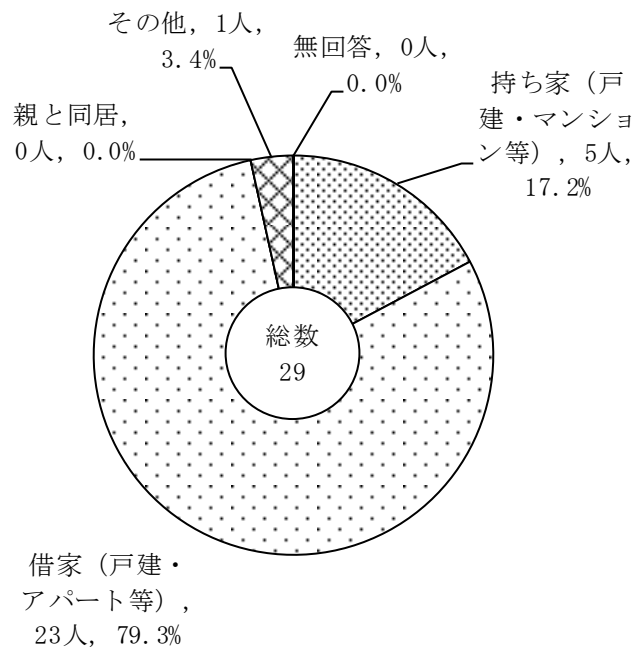 その他, 1人,
3.4%
無回答, 0人,
0.0%
持ち家（戸
建・マンショ
ン等）, 5人,
17.2%
親と同居,
0人, 0.0%
総数
29
借家（戸建・
アパート等）,
23人, 79.3%